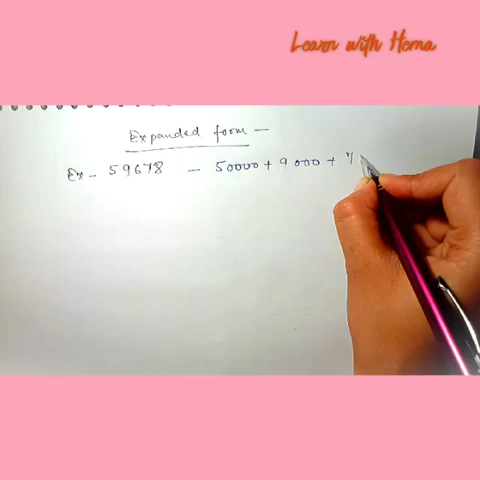 Learn with Hema
Expanded form -
Ex - 59678 - 50000 + 9000 +